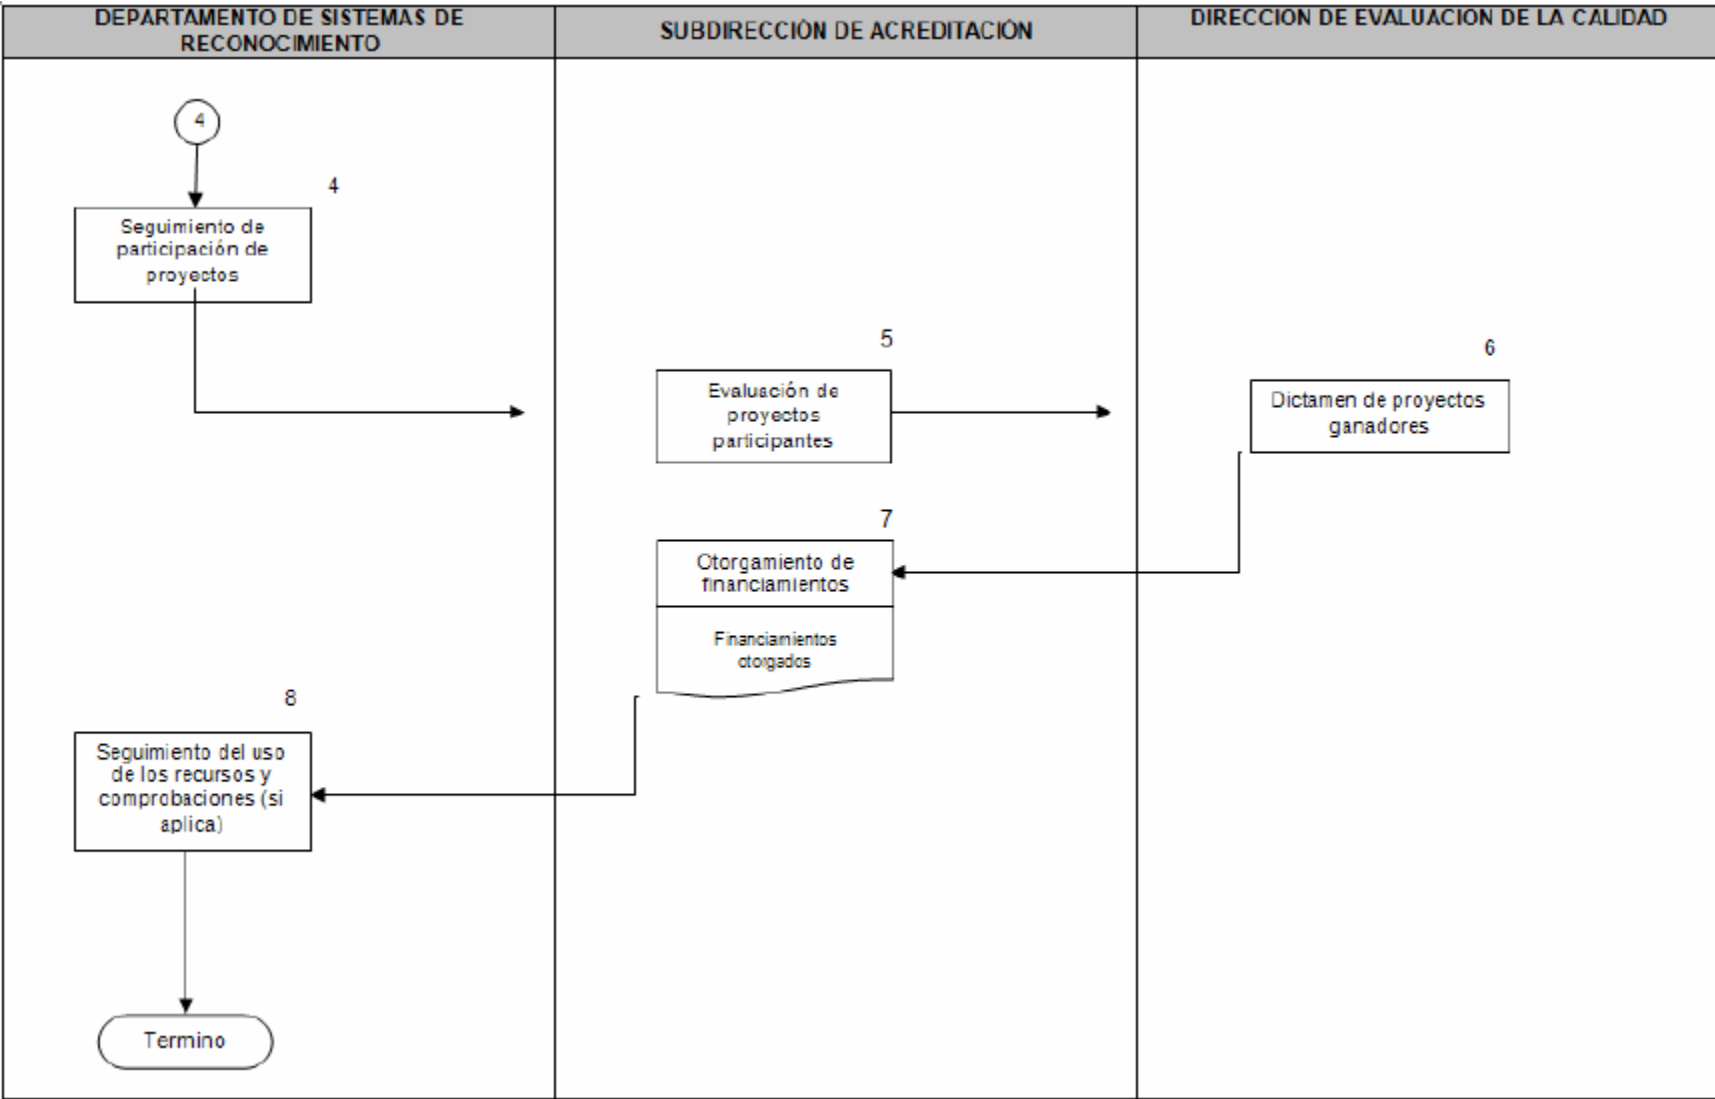 DEPARTAMENTO DE SISTEMAS DE
RECONOCIMIENTO
SUBDIRECCIÓN DE ACREDITACIÓN
DIRECCION DE EVALUACION DE LA CALIDAD
4
4
Seguimiento de
participación de
proyectos
5
Evaluación de
proyectos
participantes
6
Dictamen de proyectos
ganadores
7
Otorgamiento de
financiamientos
Financiamientos
otorgados
8
Seguimiento del uso
de los recursos y
comprobaciones (si
aplica)
Termino